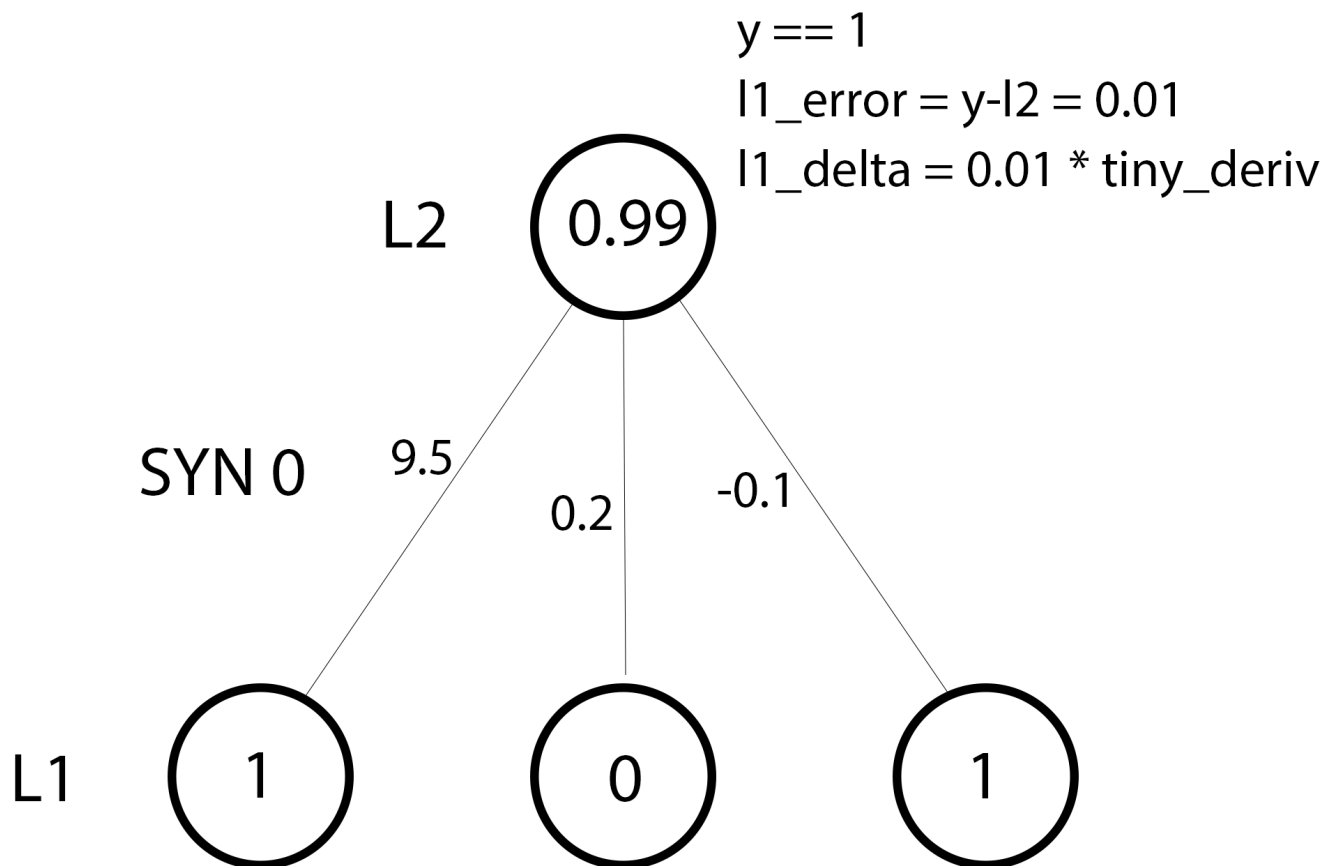 y == 1
l1_error = y-l2 = 0.01
l1_delta = 0.01 * tiny_deriv
L2
0.99
SYN 0
9.5
0.2
-0.1
L1
1
0
1